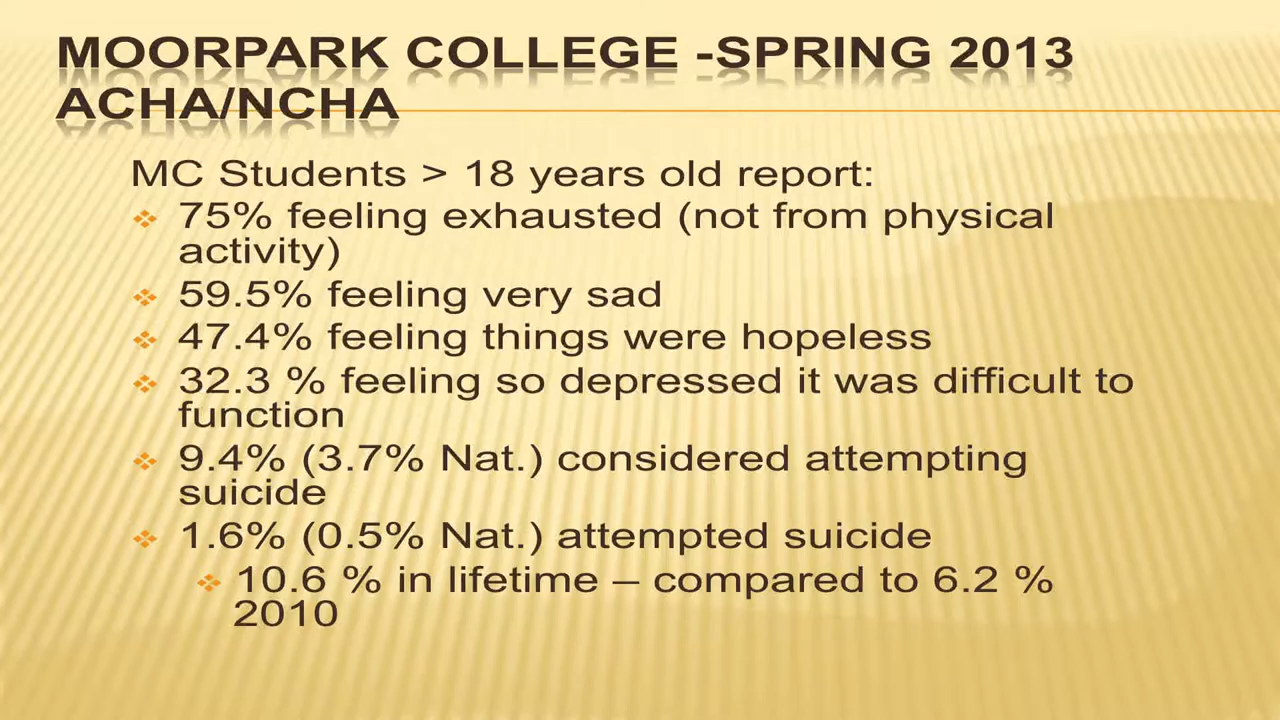 MOORPARK COLLEGE -SPRING 2013
ACHA/NCHA
MC Students > 18 years old report:
75% feeling exhausted (not from physical
activity)
59.5% feeling very sad
47.4% feeling things were hopeless
32.3 % feeling so depressed it was difficult to
function
9.4% (3.7% Nat.) considered attempting
suicide
1.6% (0.5% Nat.) attempted suicide
10.6 % in lifetime – compared to 6.2 %
2010